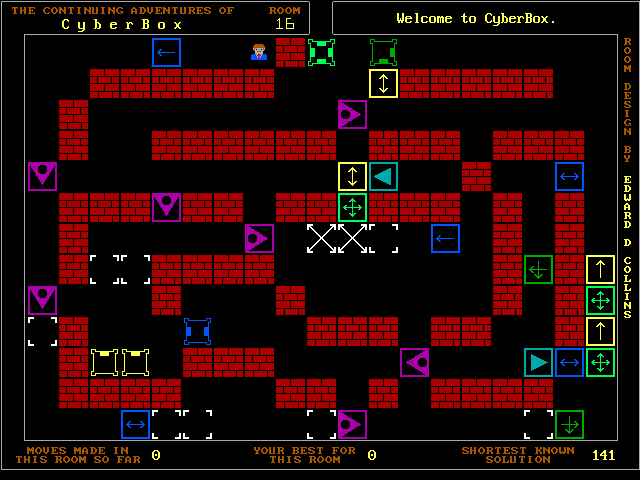 THE CONTINUING ADVENTURES OF
CyberBox
ROOM
16
Welcome to CyberBox.
ROOM DESIGN BY EDWARD D COLLINS
MOVES MADE IN
THIS ROOM SO FAR
0
YOUR BEST FOR
THIS ROOM
0
SHORTEST KNOWN
SOLUTION
141